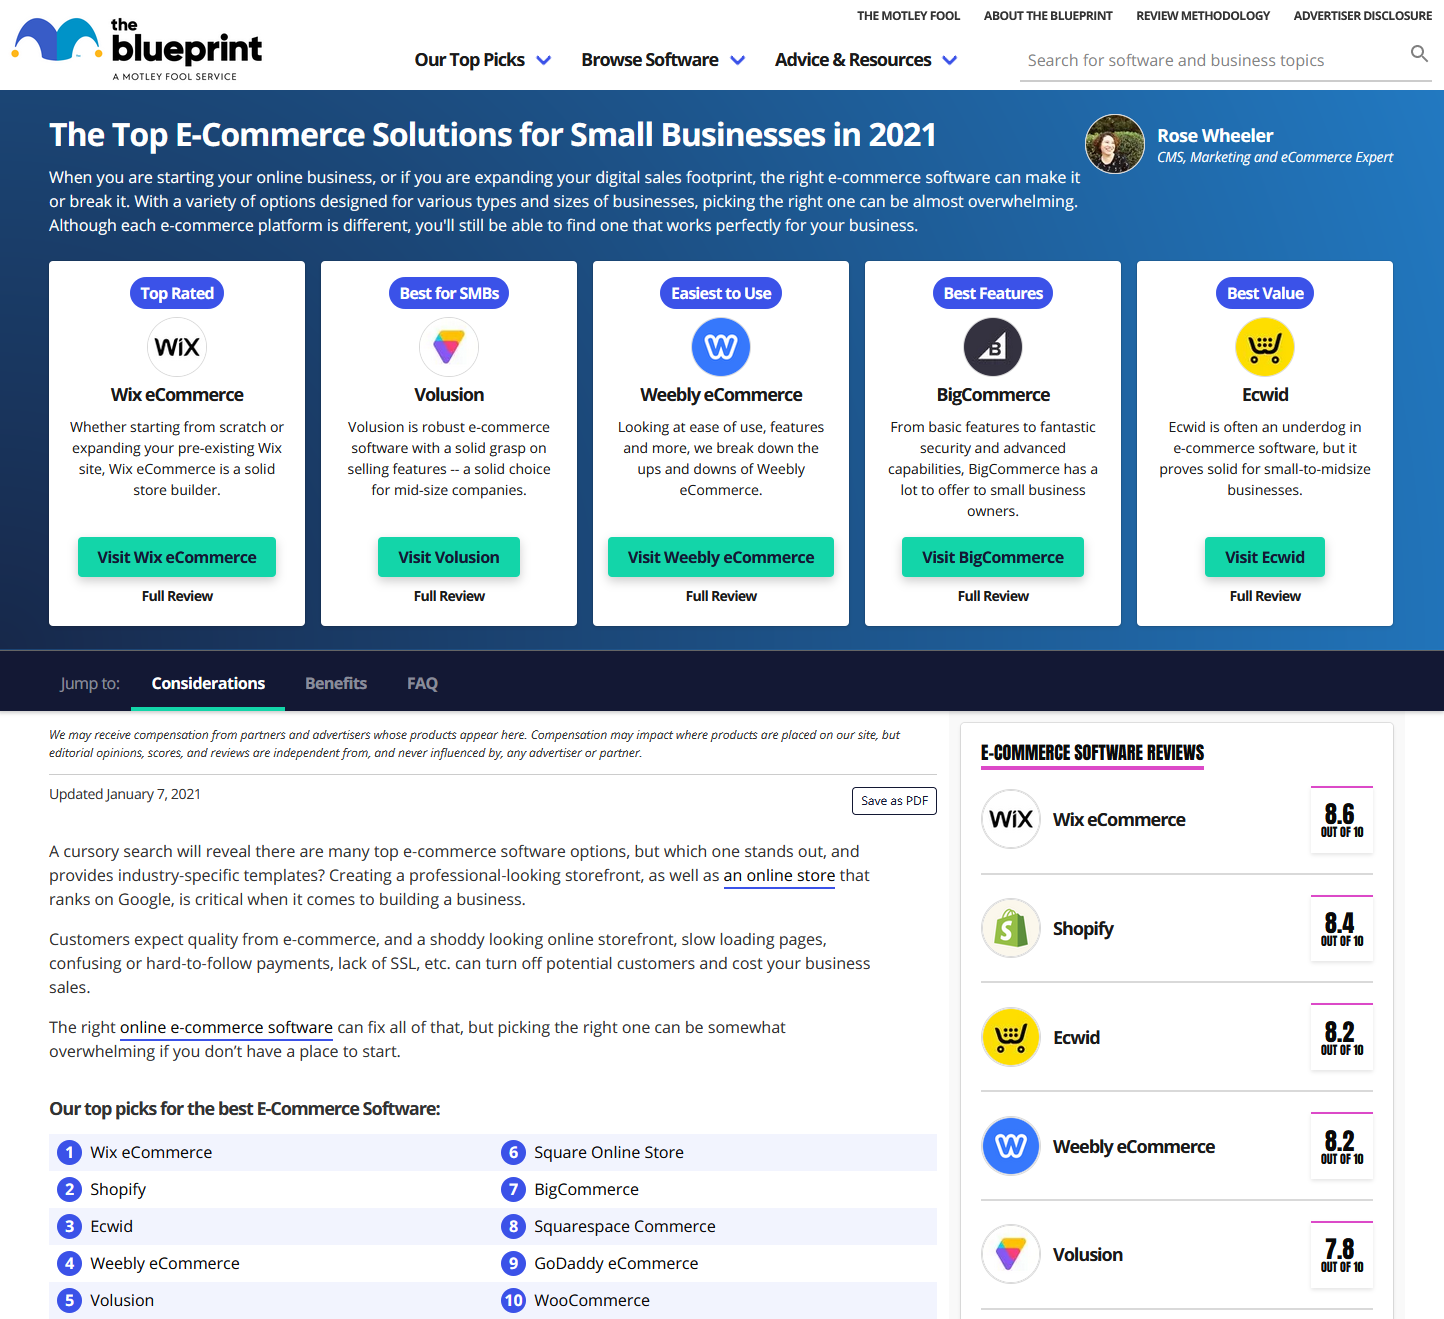 THE MOTLEY FOOL ABOUT THE BLUEPRINT REVIEW METHODOLOGY ADVERTISER DISCLOSURE
the
blueprint
A MOTLEY FOOL SERVICE
Our Top Picks Browse Software Advice & Resources Search for software and business topics
The Top E-Commerce Solutions for Small Businesses in 2021
When you are starting your online business, or if you are expanding your digital sales footprint, the right e-commerce software can make it
or break it. With a variety of options designed for various types and sizes of businesses, picking the right one can be almost overwhelming.
Although each e-commerce platform is different, you'll still be able to find one that works perfectly for your business.
Rose Wheeler
CMS, Marketing and eCommerce Expert
Top Rated
WiX
Wix eCommerce
Whether starting from scratch or
expanding your pre-existing Wix
site, Wix eCommerce is a solid
store builder.
Visit Wix eCommerce
Full Review
Best for SMBs
Volusion
Volusion is robust e-commerce
software with a solid grasp on
selling features -- a solid choice
for mid-size companies.
Visit Volusion
Full Review
Easiest to Use
W
Weebly eCommerce
Looking at ease of use, features
and more, we break down the
ups and downs of Weebly
eCommerce.
Visit Weebly eCommerce
Full Review
Best Features
B
BigCommerce
From basic features to fantastic
security and advanced
capabilities, BigCommerce has a
lot to offer to small business
owners.
Visit BigCommerce
Full Review
Best Value
Ecwid
Ecwid is often an underdog in
e-commerce software, but it
proves solid for small-to-midsize
businesses.
Visit Ecwid
Full Review
Jump to: Considerations Benefits FAQ
We may receive compensation from partners and advertisers whose products appear here. Compensation may impact where products are placed on our site, but
editorial opinions, scores, and reviews are independent from, and never influenced by, any advertiser or partner.
Updated January 7, 2021
Save as PDF
A cursory search will reveal there are many top e-commerce software options, but which one stands out, and
provides industry-specific templates? Creating a professional-looking storefront, as well as an online store that
ranks on Google, is critical when it comes to building a business.
Customers expect quality from e-commerce, and a shoddy looking online storefront, slow loading pages,
confusing or hard-to-follow payments, lack of SSL, etc. can turn off potential customers and cost your business
sales.
The right online e-commerce software can fix all of that, but picking the right one can be somewhat
overwhelming if you don't have a place to start.
Our top picks for the best E-Commerce Software:
1 Wix eCommerce
2 Shopify
3 Ecwid
4 Weebly eCommerce
5 Volusion
6 Square Online Store
7 BigCommerce
8 Squarespace Commerce
9 GoDaddy eCommerce
10 WooCommerce
E-COMMERCE SOFTWARE REVIEWS
WiX
Wix eCommerce
8.6
OUT OF 10
S
Shopify
8.4
OUT OF 10
Ecwid
8.2
OUT OF 10
W
Weebly eCommerce
8.2
OUT OF 10
Volusion
7.8
OUT OF 10